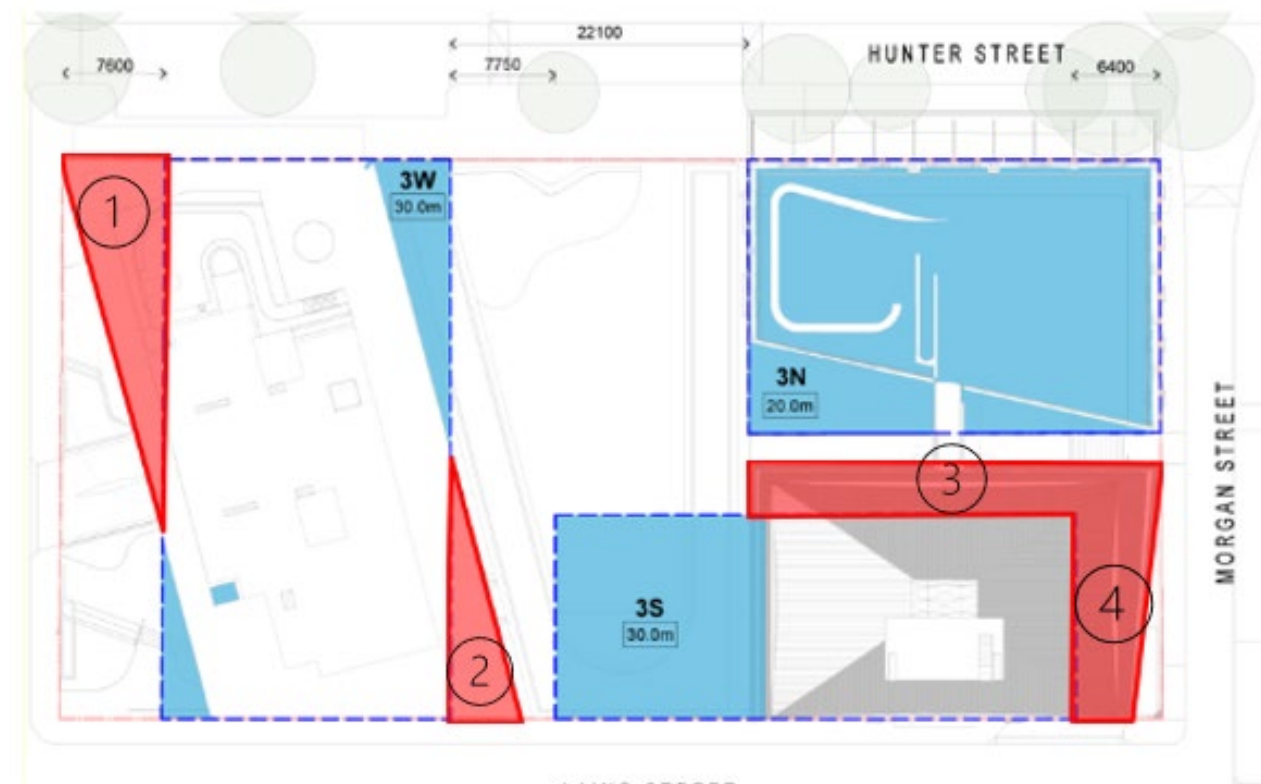 22100
HUNTER STREET
7600
7750
6400
1
3W
30.0m
3N
20.0m
MORGAN STREET
3
3S
30.0m
4
2